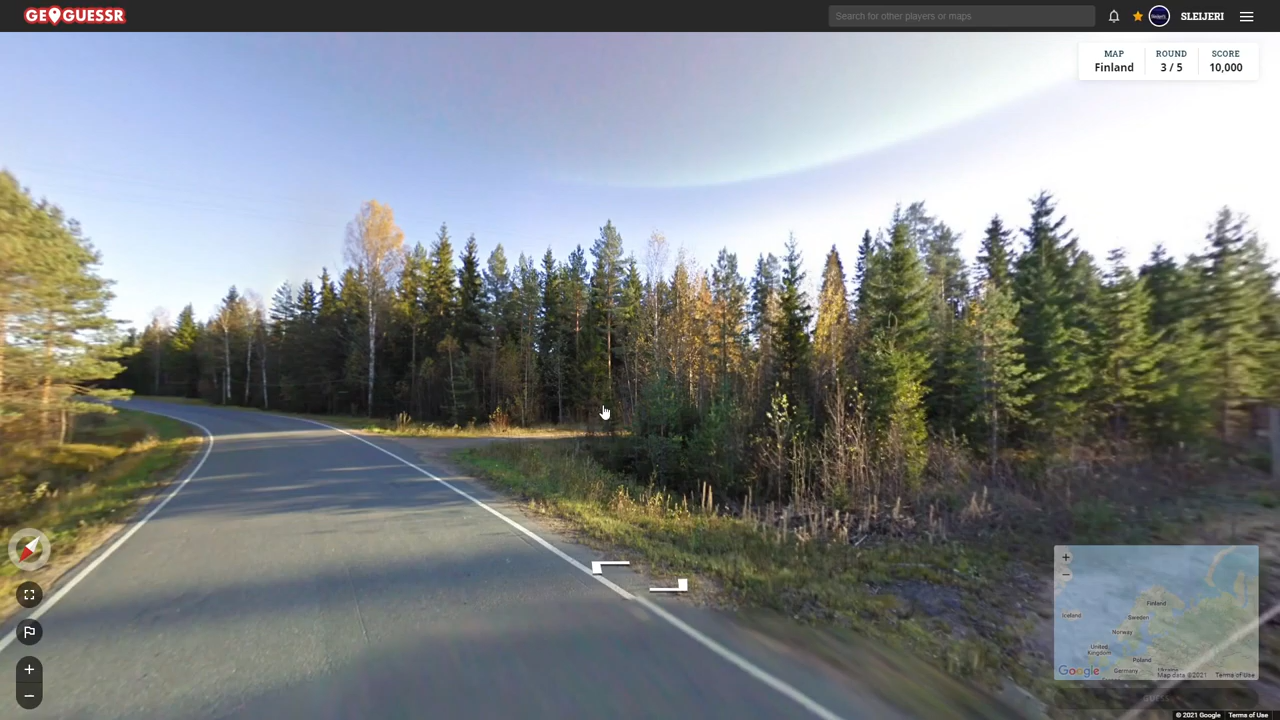 GEOGUESSR
Search for other players or maps
SLEIJERI
MAP
Finland
ROUND
3 / 5
SCORE
10,000
+
−
+
−
Iceland
Finland
Sweden
Norway
United
Kingdom
Poland
Germany
Ukraine
Google
Map data ©2021
Terms of Use
© 2021 Google
Terms of Use